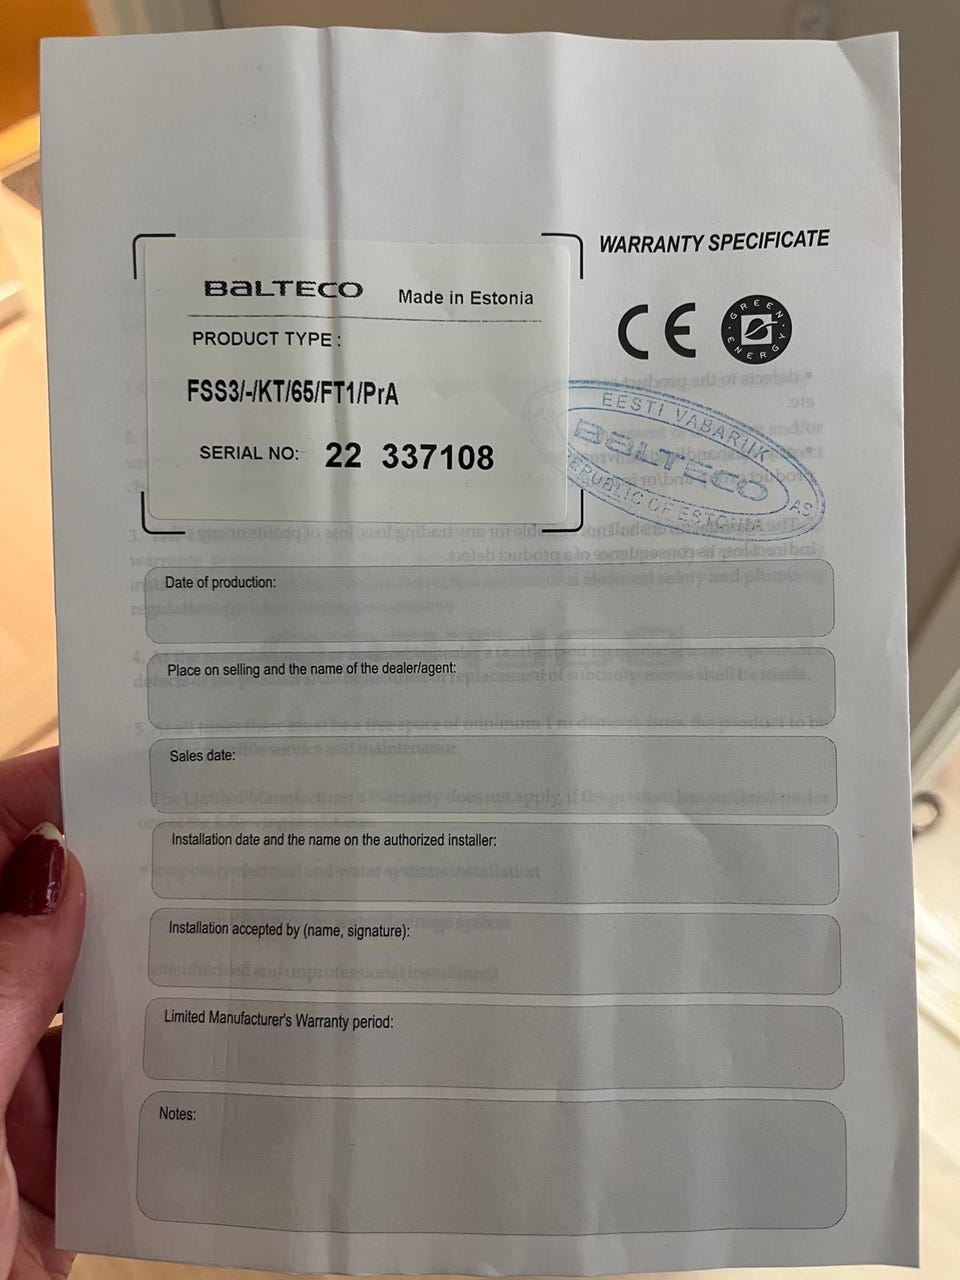 BALTECO Made in Estonia
PRODUCT TYPE :
FSS3/-/KT/65/FT1/PrA
SERIAL NO: 22 337108
WARRANTY SPECIFICATE
CE GREEN ENERGY
EESTI VABARIIK
BALTECO AS
REPUBLIC OF ESTONIA
Date of production:
Place on selling and the name of the dealer/agent:
Sales date:
Installation date and the name on the authorized installer:
Installation accepted by (name, signature):
Limited Manufacturer's Warranty period:
Notes: